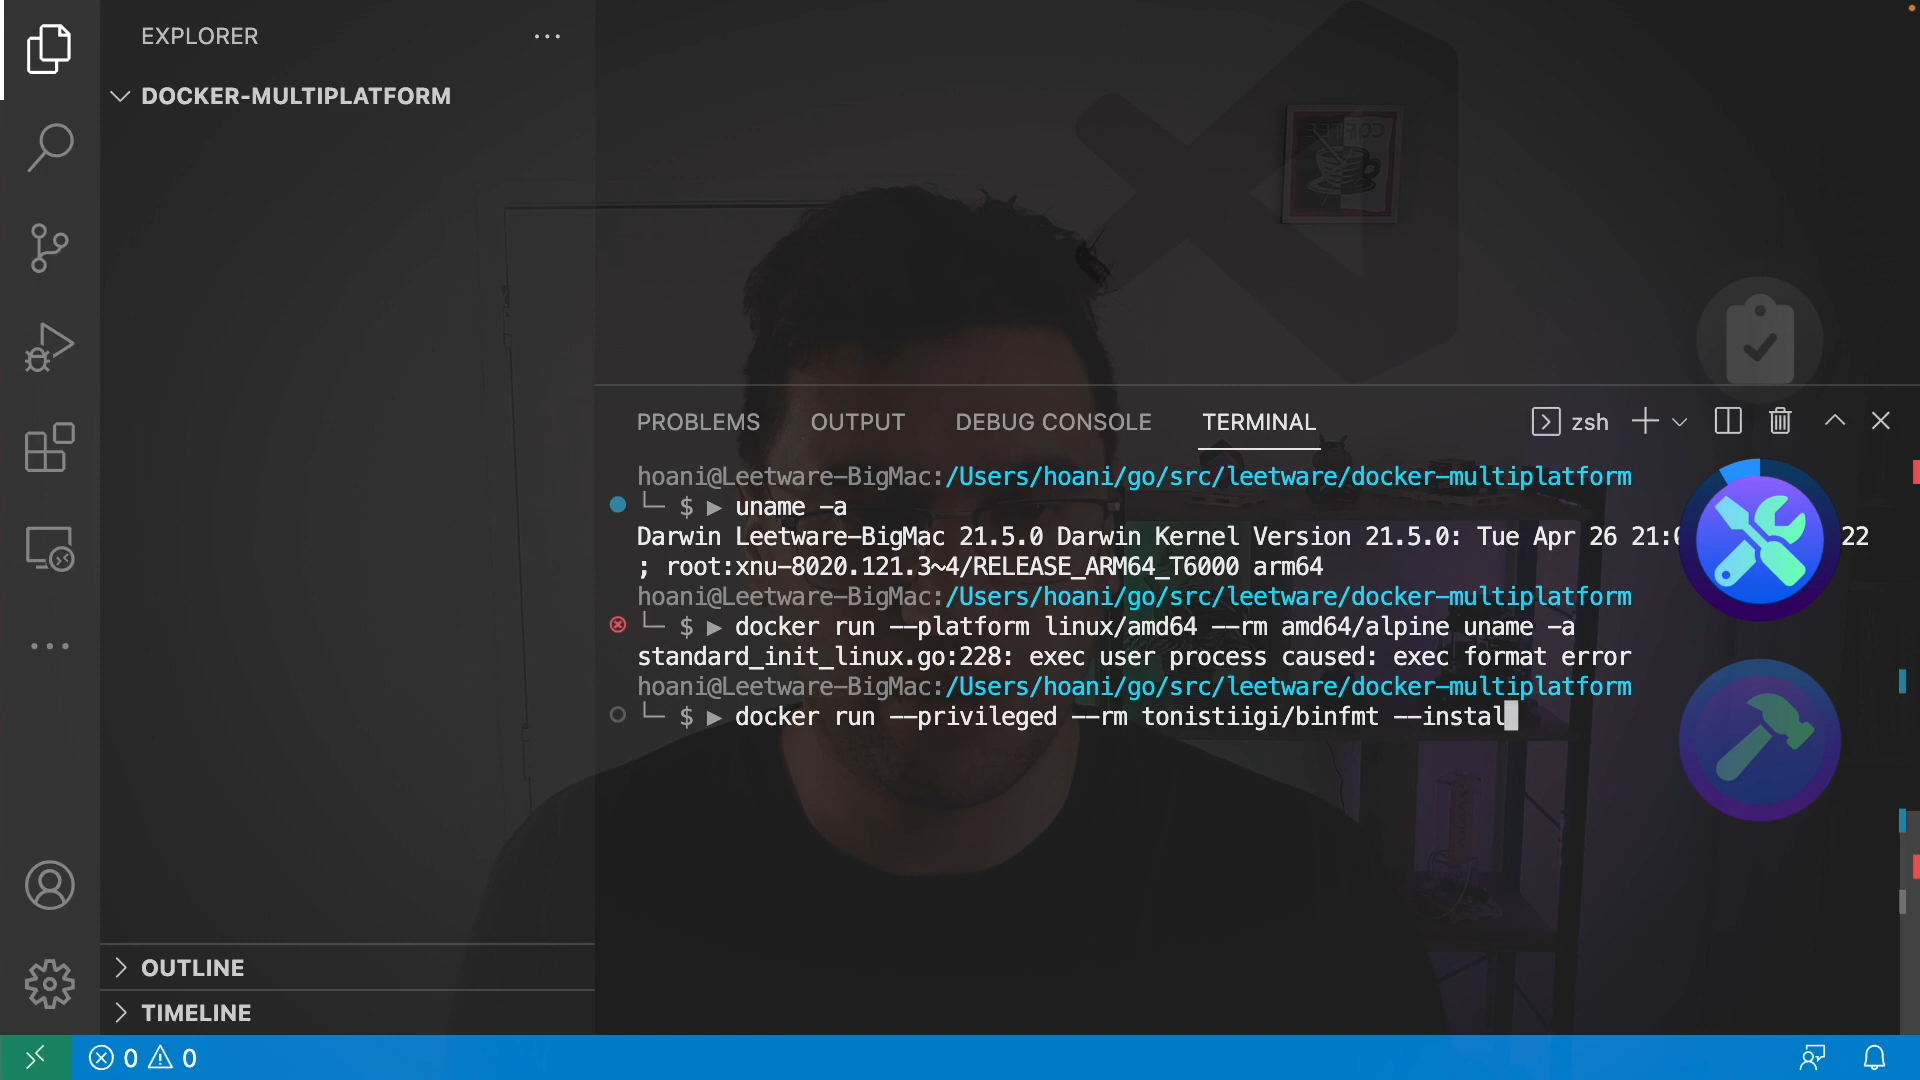 EXPLORER
DOCKER-MULTIPLATFORM
COFFEE
PROBLEMS OUTPUT DEBUG CONSOLE TERMINAL zsh
hoani@Leetware-BigMac:/Users/hoani/go/src/leetware/docker-multiplatform
└─ $ ▶ uname -a
Darwin Leetware-BigMac 21.5.0 Darwin Kernel Version 21.5.0: Tue Apr 26 21: 22
; root:xnu-8020.121.3~4/RELEASE_ARM64_T6000 arm64
hoani@Leetware-BigMac:/Users/hoani/go/src/leetware/docker-multiplatform
└─ $ ▶ docker run --platform linux/amd64 --rm amd64/alpine uname -a
standard_init_linux.go:228: exec user process caused: exec format error
hoani@Leetware-BigMac:/Users/hoani/go/src/leetware/docker-multiplatform
└─ $ ▶ docker run --privileged --rm tonistiigi/binfmt --instal
OUTLINE
TIMELINE
0 0